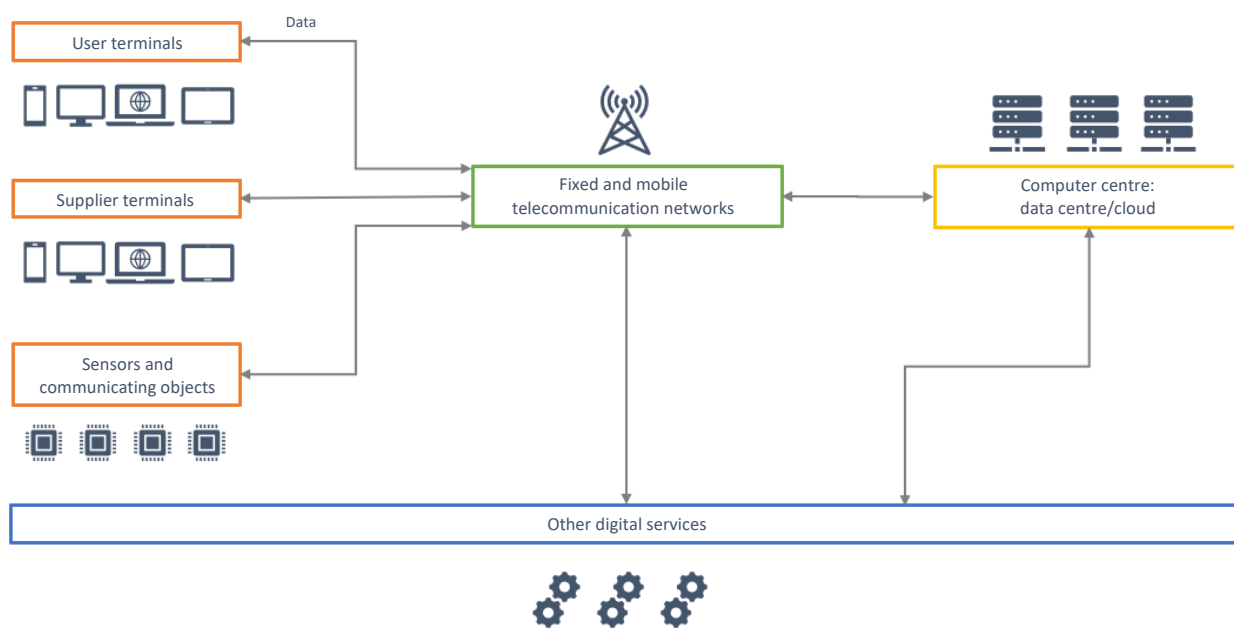 Data
User terminals
Supplier terminals
Sensors and
communicating objects
Fixed and mobile
telecommunication networks
Computer centre:
data centre/cloud
Other digital services